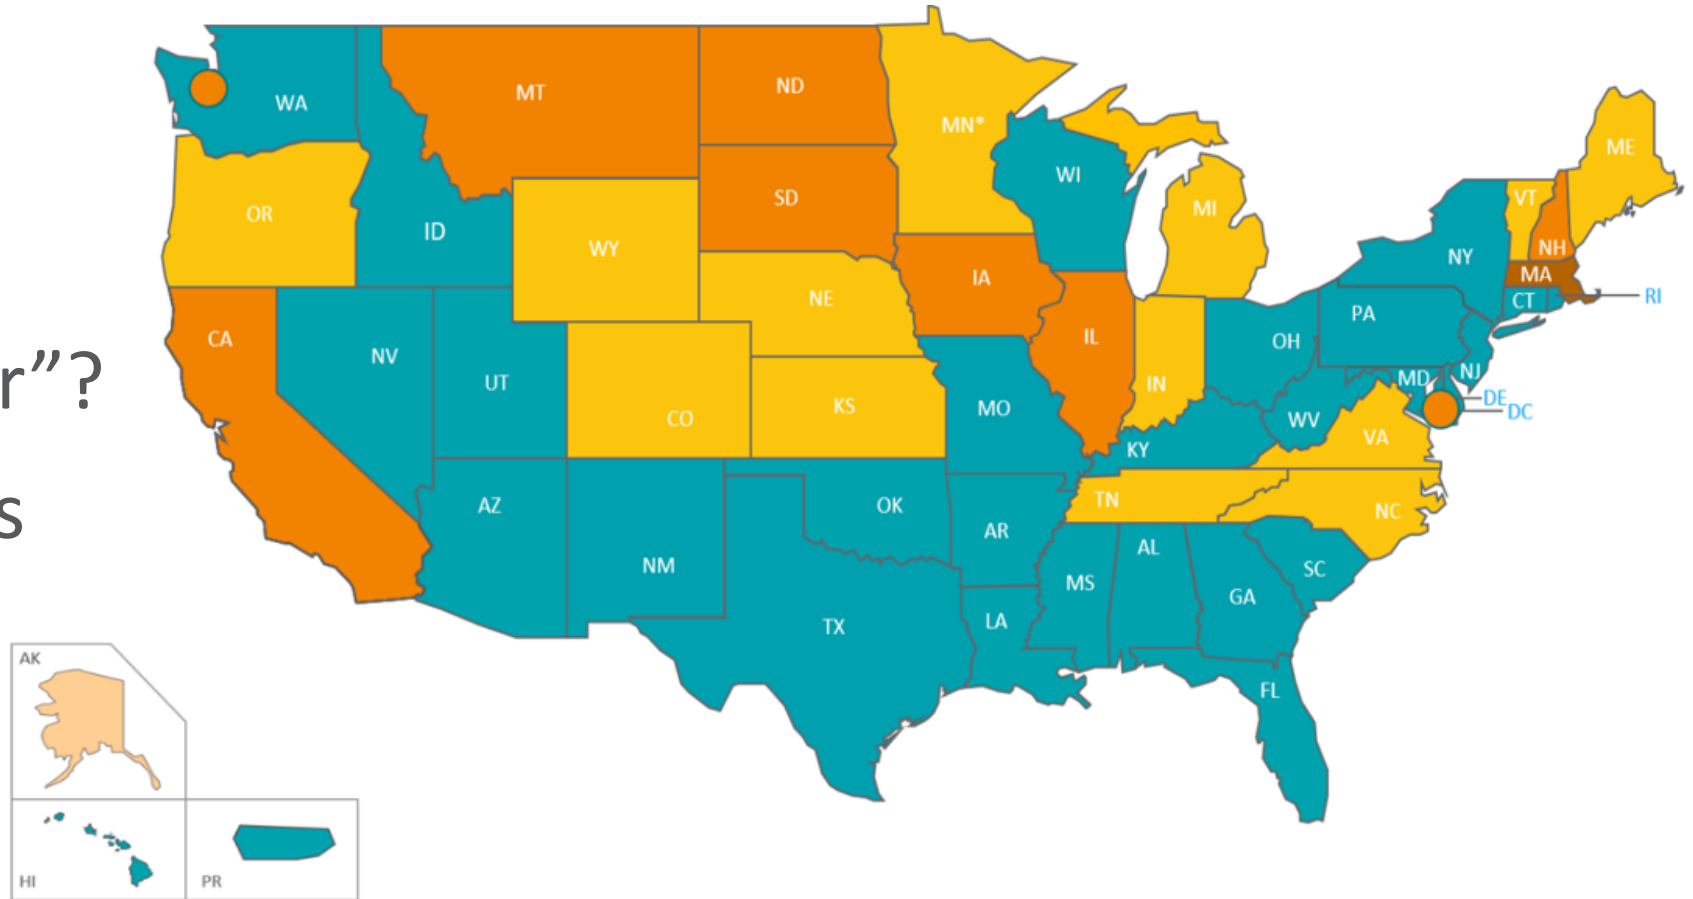 WA
MT
ND
MN*
ME
WI
VT
SD
MI
OR
ID
NH
WY
NY
MA
IA
NE
RI
CT
PA
CA
IL
OH
NV
NJ
r”?
UT
MD
IN
DE
KS
MO
DC
CO
WV
VA
KY
TN
AZ
OK
NC
s
AR
AL
NM
SC
MS
GA
LA
TX
AK
FL
HI
PR